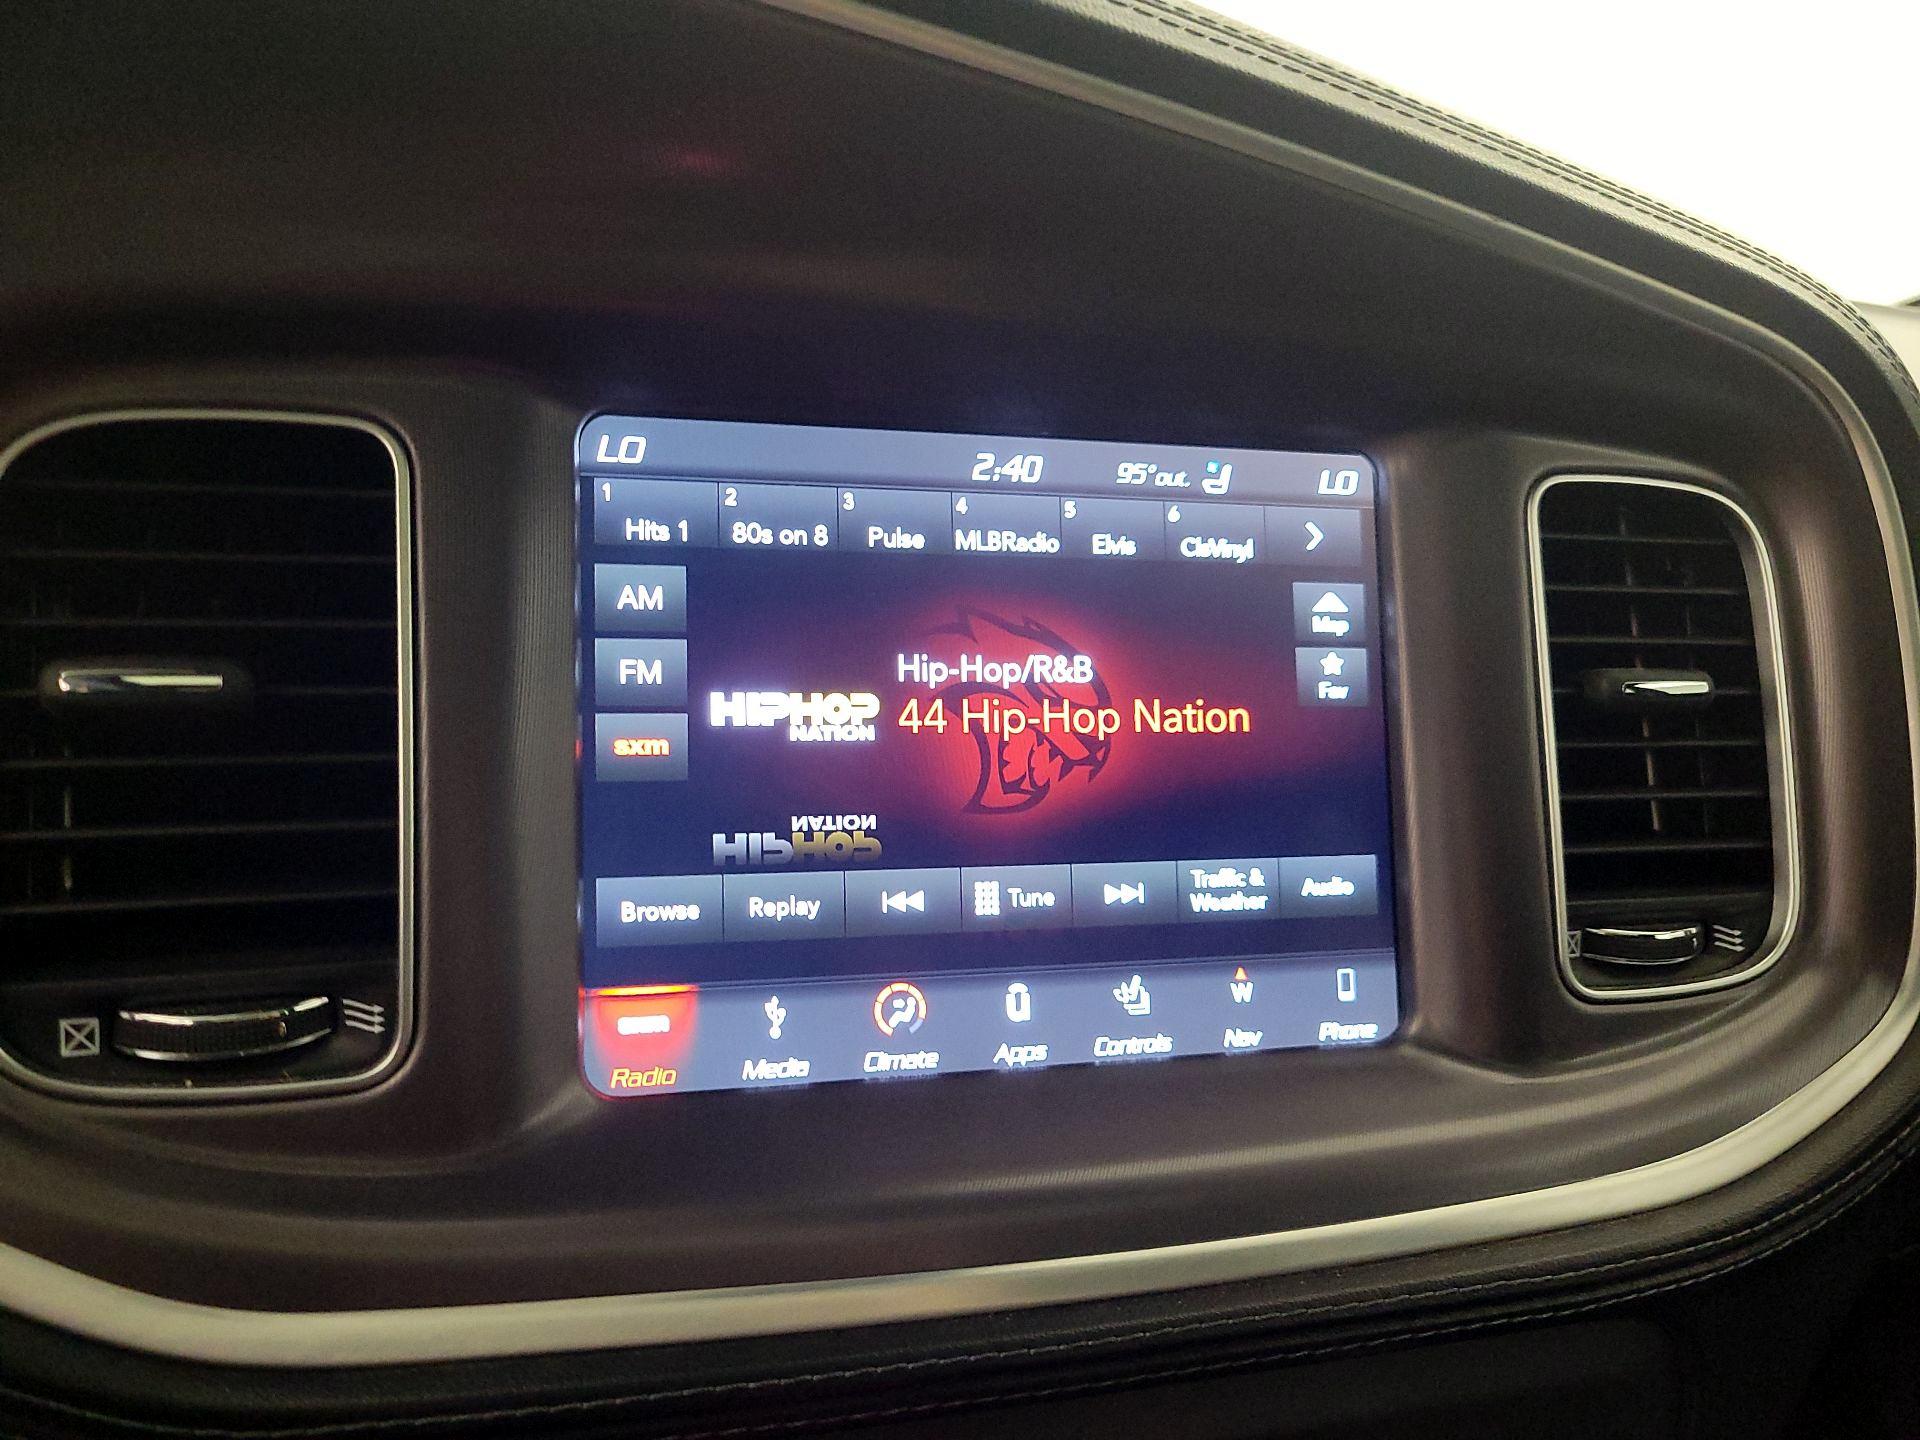 LO 2:40 95° out. LO
1 Hits 1
2 80s on 8
3 Pulse
4 MLBRadio
5 Elvis
6 ClsVinyl
AM
Map
FM
Fav
sxm
HIPHOP
NATION
Hip-Hop/R&B
44 Hip-Hop Nation
NATION
HIPHOP
Browse
Replay
Tune
Traffic &
Weather
Audio
sxm
W
Radio
Media
Climate
Apps
Controls
Nav
Phone